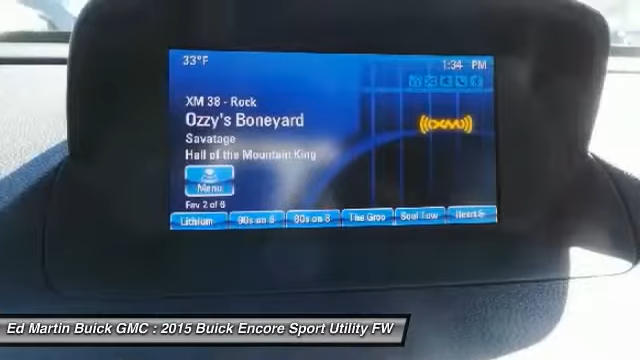 33°F
1:34 PM
XM 38 - Rock
Ozzy's Boneyard
((XM))
Savatage
Hall of the Mountain King
Menu
Fav 2 of 6
Lithium 90s on 9 80s on 8 The Groo Soul Tow Heart &
Ed Martin Buick GMC : 2015 Buick Encore Sport Utility FW